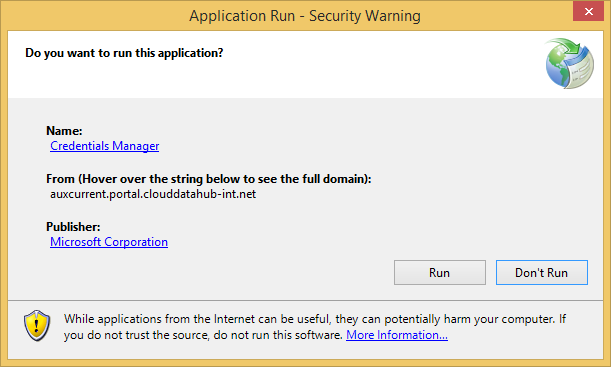 Application Run - Security Warning
Do you want to run this application?
Name:
Credentials Manager
From (Hover over the string below to see the full domain):
auxcurrent.portal.clouddatahub-int.net
Publisher:
Microsoft Corporation
Run
Don't Run
While applications from the Internet can be useful, they can potentially harm your computer. If
you do not trust the source, do not run this software. More Information...